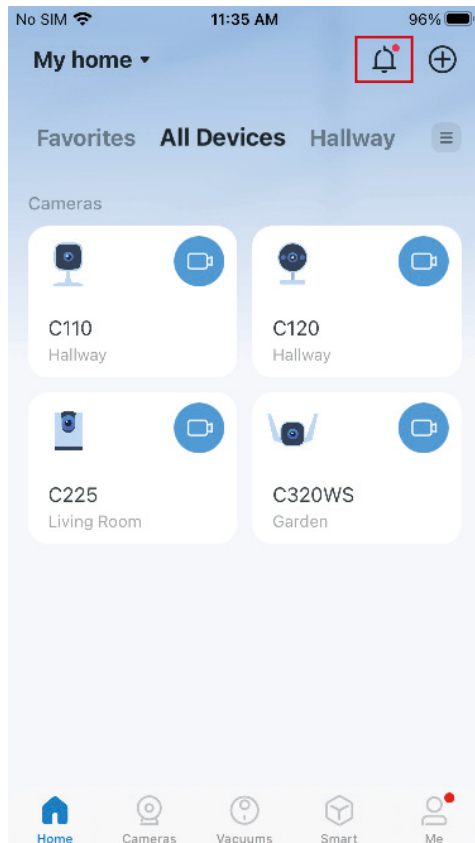 No SIM 11:35 AM 96%
My home
Favorites All Devices Hallway
Cameras
C110
Hallway
C120
Hallway
C225
Living Room
C320WS
Garden
Home Cameras Vacuums Smart Me